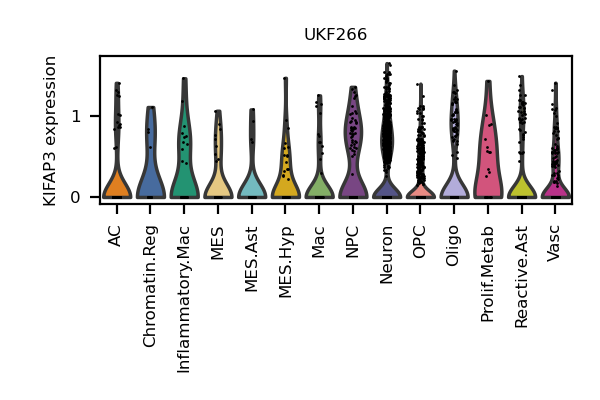 UKF266
KIFAP3 expression
1
0
AC
Chromatin.Reg
Inflammatory.Mac
MES
MES.Ast
MES.Hyp
Mac
NPC
Neuron
OPC
Oligo
Prolif.Metab
Reactive.Ast
Vasc